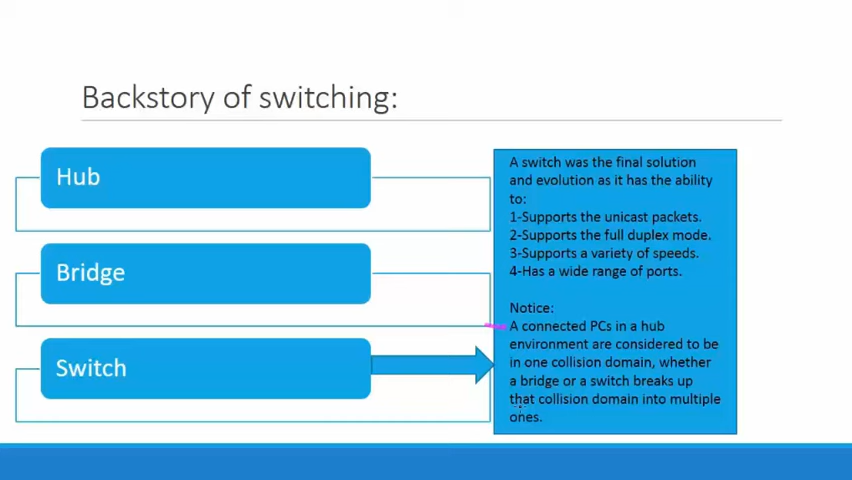 Backstory of switching:
Hub
Bridge
Switch
A switch was the final solution
and evolution as it has the ability
to:
1-Supports the unicast packets.
2-Supports the full duplex mode.
3-Supports a variety of speeds.
4-Has a wide range of ports.
Notice:
A connected PCs in a hub
environment are considered to be
in one collision domain, whether
a bridge or a switch breaks up
that collision domain into multiple
ones.